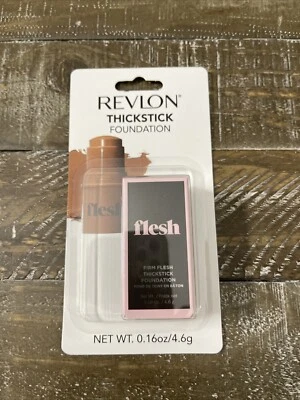 REVLON®
THICKSTICK
FOUNDATION
flesh
flesh
FIRM FLESH
THICKSTICK
FOUNDATION
NET WT. 0.16oz/4.6g